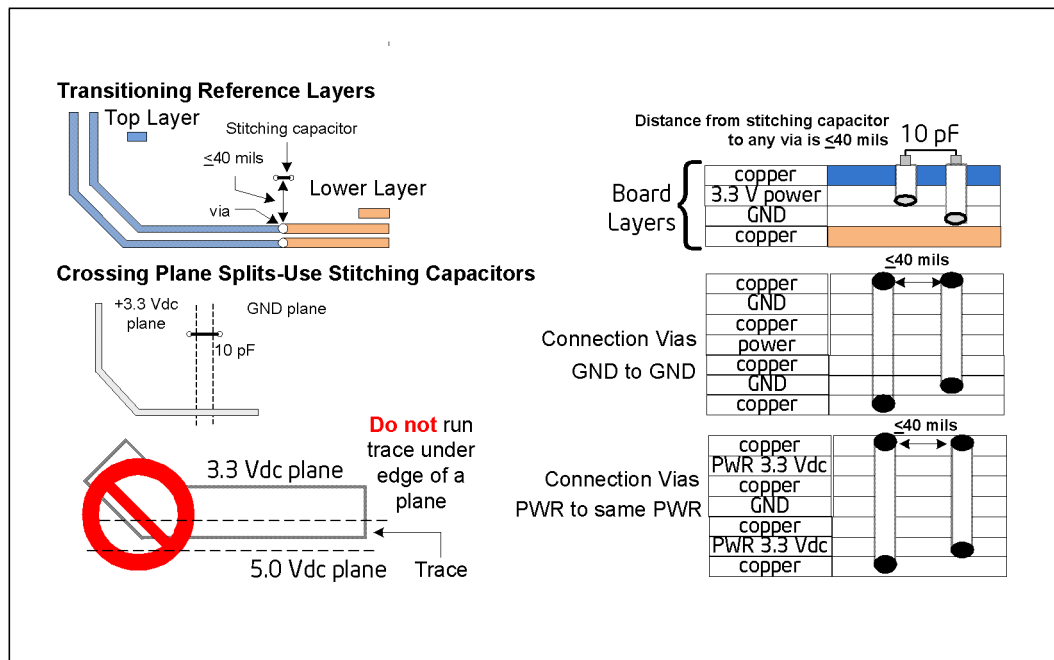 Transitioning Reference Layers
Top Layer
Stitching capacitor
≤40 mils
Lower Layer
via
Crossing Plane Splits-Use Stitching Capacitors
+3.3 Vdc
plane
GND plane
10 pF
Do not run
trace under
edge of a
plane
3.3 Vdc plane
5.0 Vdc plane
Trace
Distance from stitching capacitor
to any via is ≤40 mils
10 pF
Board
Layers
copper
3.3 V power
GND
copper
≤40 mils
Connection Vias
GND to GND
copper
GND
copper
power
copper
GND
copper
≤40 mils
Connection Vias
PWR to same PWR
copper
PWR 3.3 Vdc
copper
GND
copper
PWR 3.3 Vdc
copper